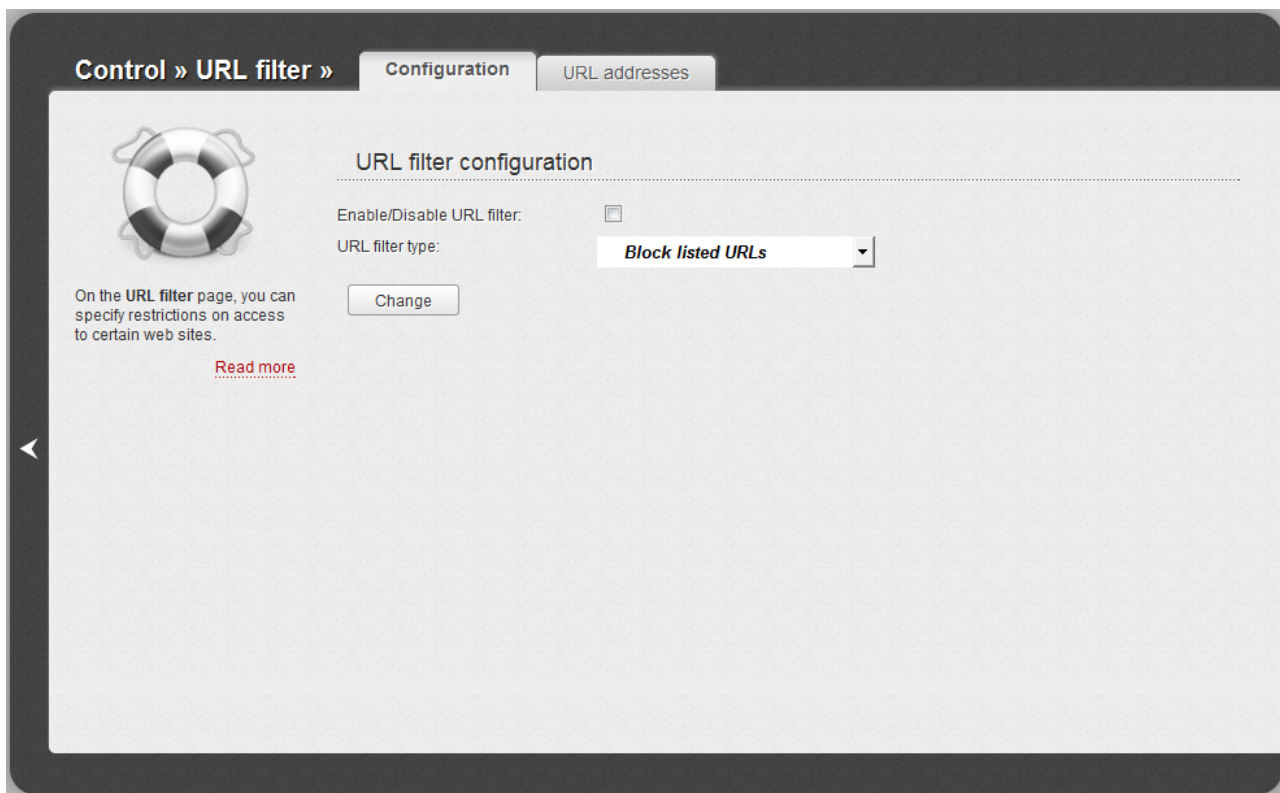 Control » URL filter »
Configuration
URL addresses
URL filter configuration
Enable/Disable URL filter:
URL filter type:
Block listed URLs
Change
On the URL filter page, you can
specify restrictions on access
to certain web sites.
Read more